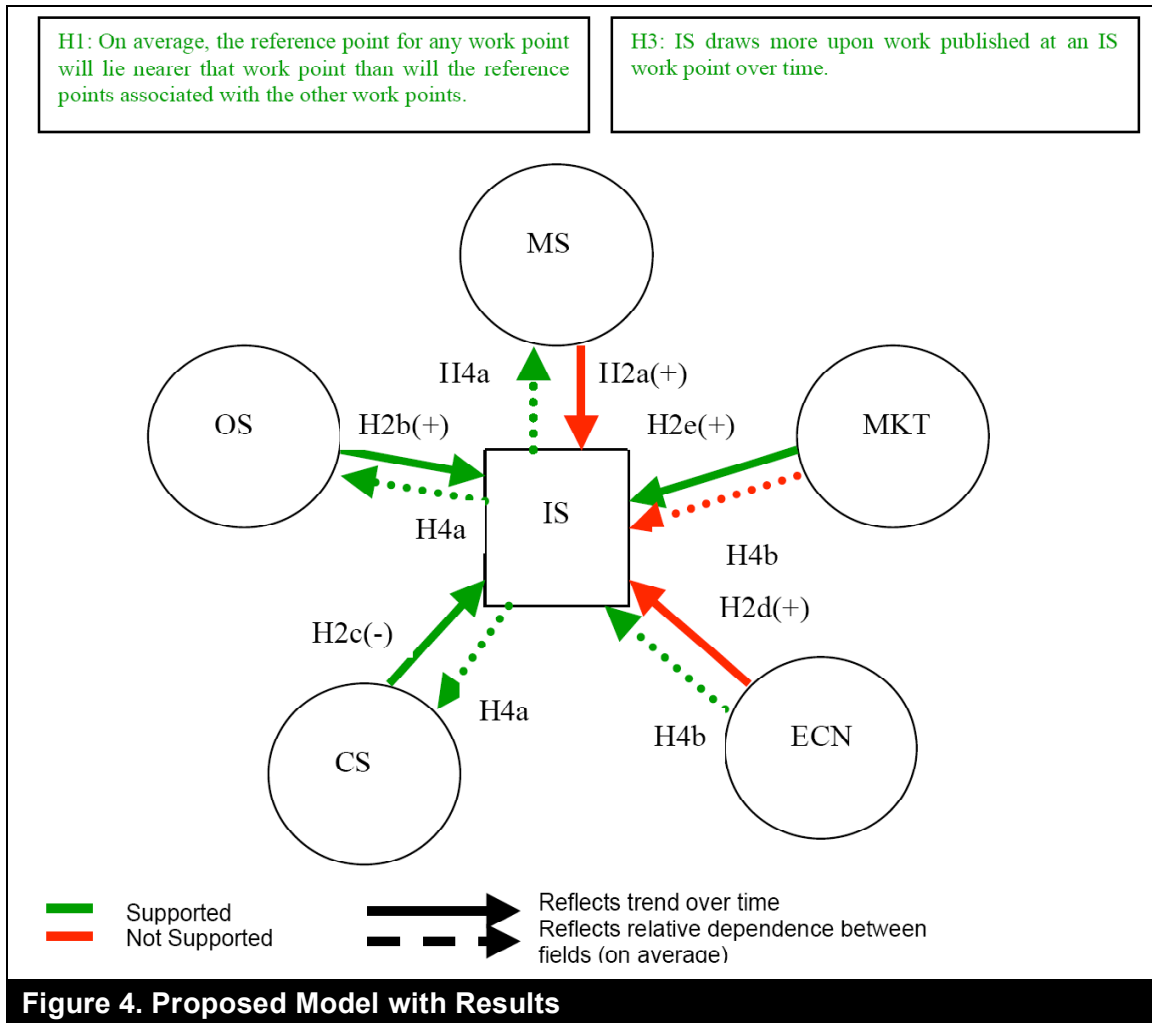 H1: On average, the reference point for any work point
will lie nearer that work point than will the reference
points associated with the other work points.
H3: IS draws more upon work published at an IS
work point over time.
MS
II4a
II2a(+)
OS
H2b(+)
H2e(+)
MKT
IS
H4a
H4b
H2d(+)
H2c(-)
H4a
H4b
ECN
CS
Supported
Not Supported
Reflects trend over time
Reflects relative dependence between
fields (on average)
Figure 4. Proposed Model with Results